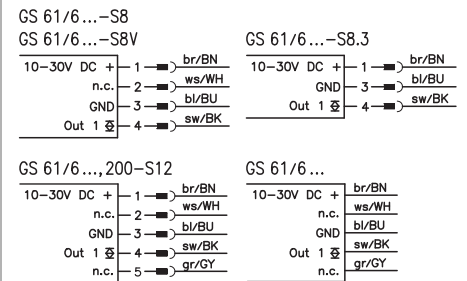 GS 61/6...-S8
GS 61/6...-S8V
10-30V DC + 1 br/BN
n.c. 2 ws/WH
GND 3 bl/BU
Out 1 4 sw/BK
GS 61/6...-S8.3
10-30V DC + 1 br/BN
GND 3 bl/BU
Out 1 4 sw/BK
GS 61/6...,200-S12
10-30V DC + 1 br/BN
n.c. 2 ws/WH
GND 3 bl/BU
Out 1 4 sw/BK
n.c. 5 gr/GY
GS 61/6...
10-30V DC + br/BN
n.c. ws/WH
GND bl/BU
Out 1 sw/BK
n.c. gr/GY